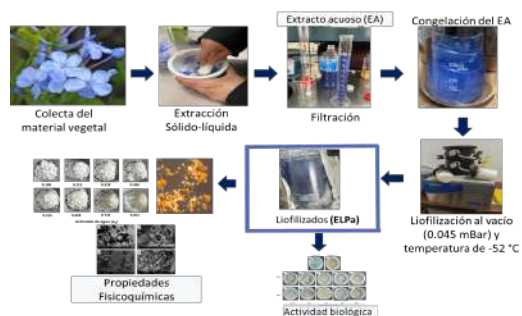 Colecta del
material vegetal
Extracción
Sólido-líquida
Extracto acuoso (EA)
Filtración
Congelación del EA
Liofilización al vacío
(0.045 mBar) y
temperatura de -52 °C
Liofilizados (ELPa)
Propiedades
Fisicoquímicas
Actividad biológica